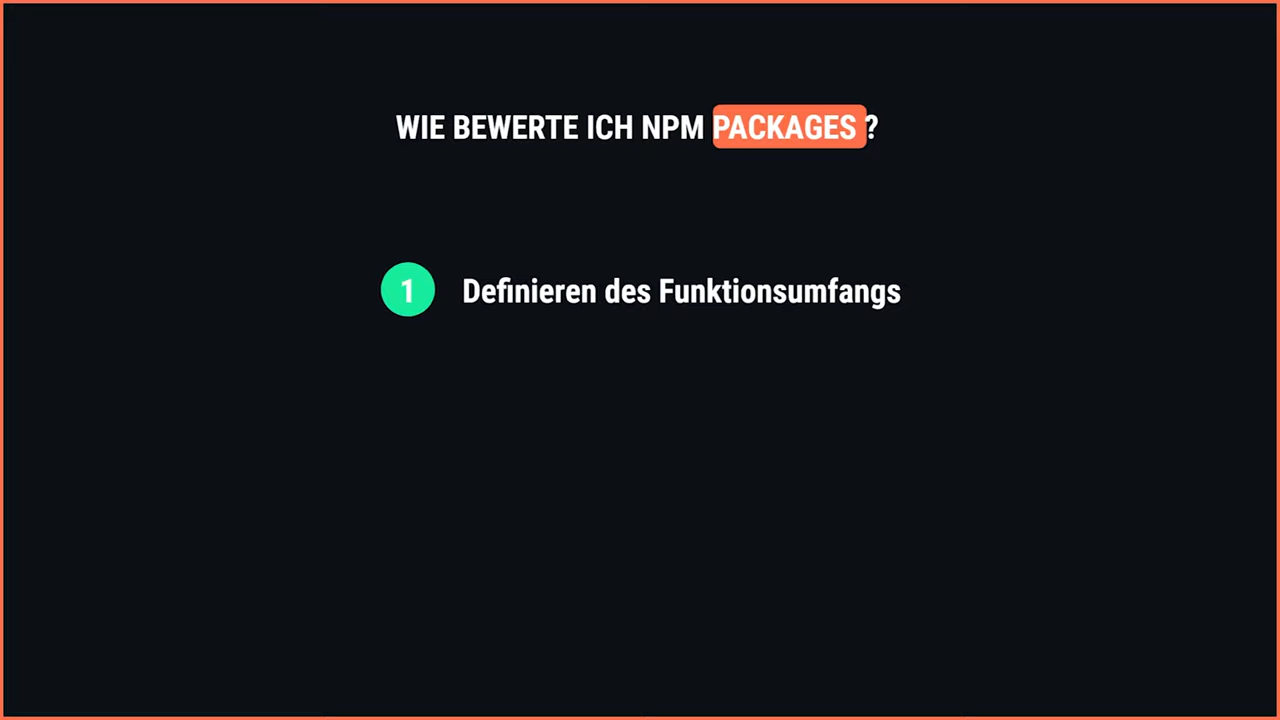 WIE BEWERTE ICH NPM PACKAGES ?
1 Definieren des Funktionsumfangs